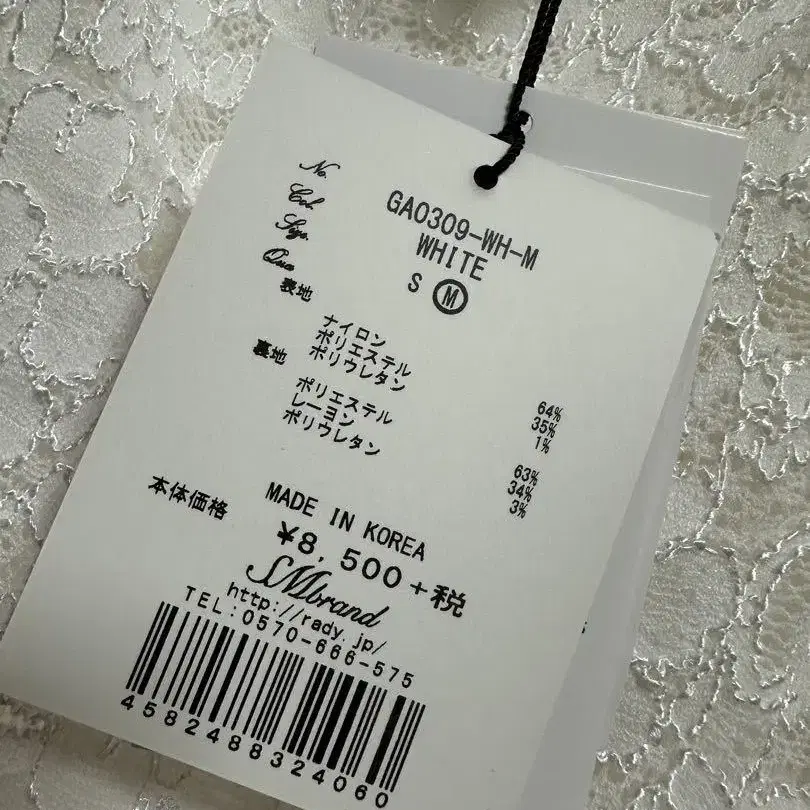 No. GA0309-WH-M
Col. WHITE
Size. S M
Qua
表地
ナイロン 64%
ポリエステル 35%
ポリウレタン 1%
裏地
ポリエステル 63%
レーヨン 34%
ポリウレタン 3%
MADE IN KOREA
本体価格 ¥8,500+税
SMbrand
http://rady.jp/
TEL:0570-666-575
4582488324060